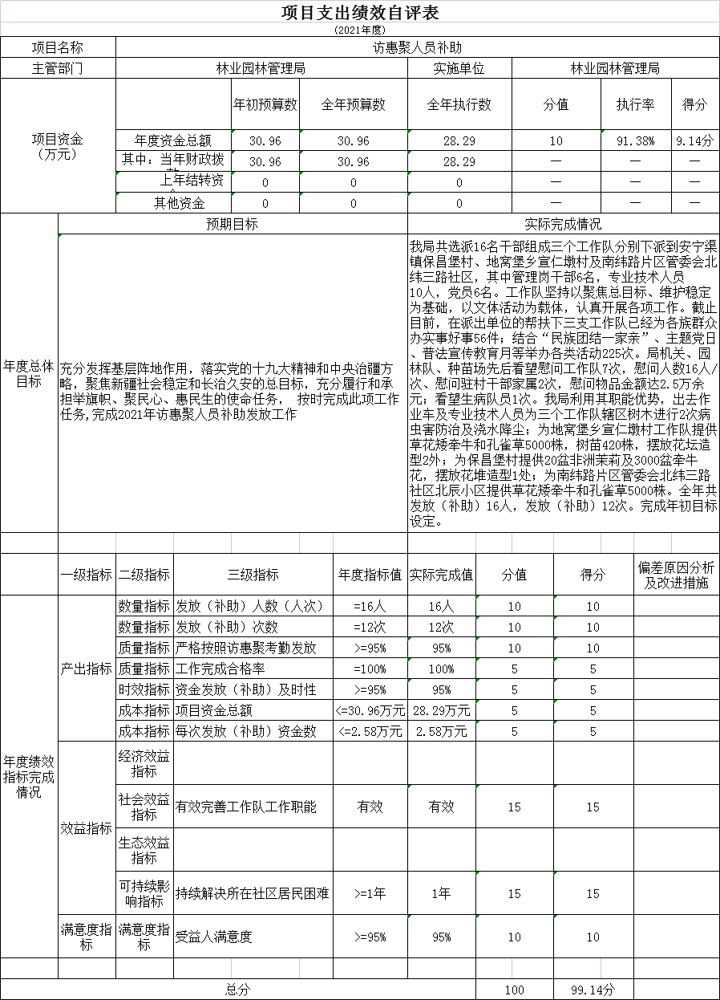 项目支出绩效自评表
(2021年度)
项目名称 访惠聚人员补助
主管部门 林业园林管理局 实施单位 林业园林管理局
项目资金
（万元）
年初预算数 全年预算数 全年执行数 分值 执行率 得分
年度资金总额 30.96 30.96 28.29 10 91.38% 9.14分
其中：当年财政拨 30.96 30.96 28.29 — — —
上年结转资 0 0 0 — — —
其他资金 0 0 0 — — —
年度总体
目标
预期目标 实际完成情况
充分发挥基层阵地作用，落实党的十九大精神和中央治疆方
略，聚焦新疆社会稳定和长治久安的总目标，充分履行和承
担举旗帜、聚民心、惠民生的使命任务， 按时完成此项工作
任务,完成2021年访惠聚人员补助发放工作
我局共选派16名干部组成三个工作队分别下派到安宁渠
镇保昌堡村、地窝堡乡宣仁墩村及南纬路片区管委会北
纬三路社区，其中管理岗干部6名，专业技术人员
10人，党员6名。工作队坚持以聚焦总目标、维护稳定
为基础，以文体活动为载体，认真开展各项工作。截止
目前，在派出单位的帮扶下三支工作队已经为各族群众
办实事好事56件；结合“民族团结一家亲”、主题党日
、普法宣传教育月等举办各类活动225次。局机关、园
林队、种苗场先后看望慰问工作队7次，慰问人数16人/
次、慰问驻村干部家属2次，慰问物品金额达2.5万余
元；看望生病队员1次。我局利用其职能优势，出去作
业车及专业技术人员为三个工作队辖区树木进行2次病
虫害防治及浇水降尘；为地窝堡乡宣仁墩村工作队提供
草花矮牵牛和孔雀草5000株，树苗420株，摆放花坛造
型2外；为保昌堡村提供20盆非洲茉莉及3000盆牵牛
花，摆放花堆造型1处；为南纬路片区管委会北纬三路
社区北辰小区提供草花矮牵牛和孔雀草5000株。全年共
发放（补助）16人，发放（补助）12次。完成年初目标
设定。
年度绩效
指标完成
情况
一级指标 二级指标 三级指标 年度指标值 实际完成值 分值 得分 偏差原因分析
及改进措施
产出指标
数量指标 发放（补助）人数（人次） =16人 16人 10 10
数量指标 发放（补助）次数 =12次 12次 10 10
质量指标 严格按照访惠聚考勤发放 >=95% 95% 10 10
质量指标 工作完成合格率 =100% 100% 5 5
时效指标 资金发放（补助）及时性 >=95% 95% 5 5
成本指标 项目资金总额 <=30.96万元 28.29万元 5 5
成本指标 每次发放（补助）资金数 <=2.58万元 2.58万元 5 5
效益指标
经济效益
指标
社会效益
指标 有效完善工作队工作职能 有效 有效 15 15
生态效益
指标
可持续影
响指标 持续解决所在社区居民困难 >=1年 1年 15 15
满意度指
标 满意度指
标 受益人满意度 >=95% 95% 10 10
总分 100 99.14分